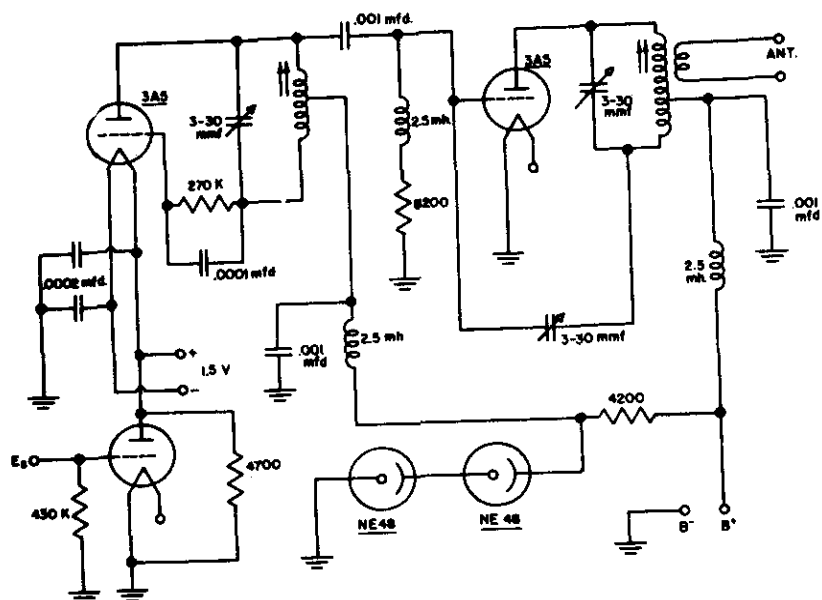 .001 mfd.
3A5
3A5
ANT.
3-30
mmf
3-30
mmf
2.5 mh.
270 K
8200
.001
mfd
.0001 mfd
.0002 mfd.
2.5
mh.
3-30 mmf
2.5 mh
.001
mfd
+
1.5 V
-
4200
Es
4700
430 K
NE48
NE 48
B-
B+